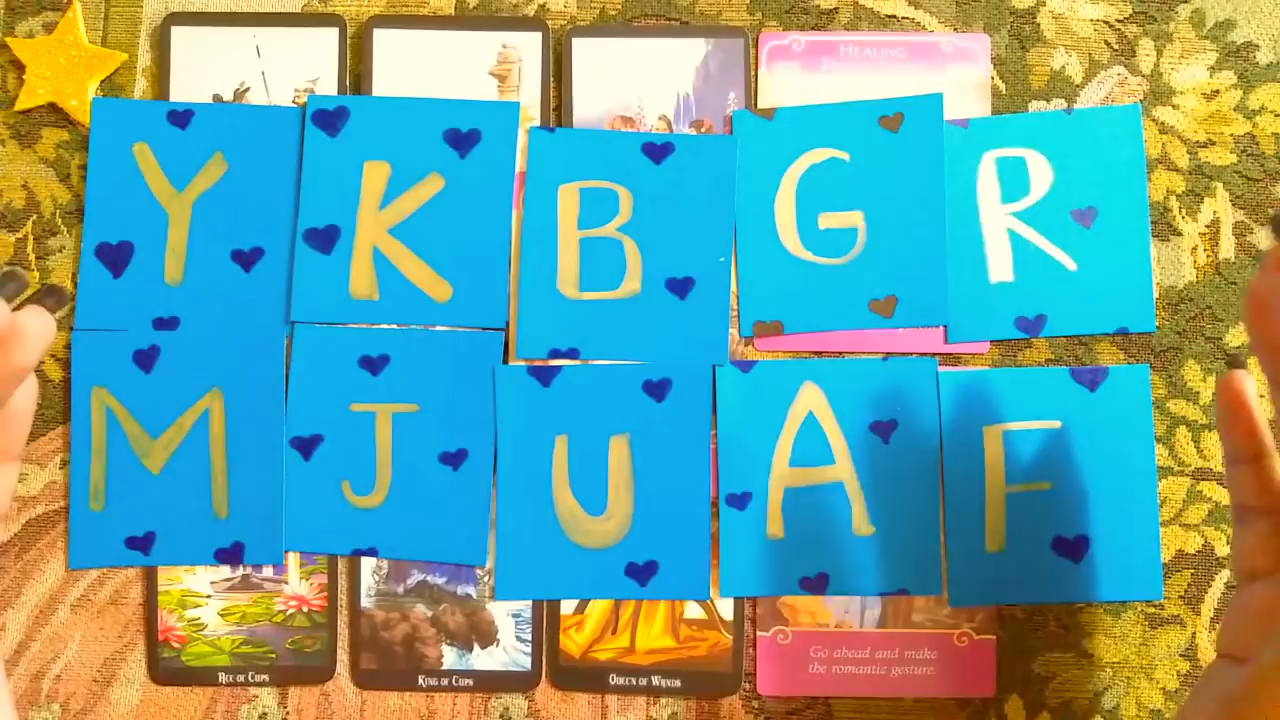 HEALING
Y K B G R
M J U A F
Go ahead and make
the romantic gesture.
ACE OF CUPS
KING OF CUPS
QUEEN OF WANDS